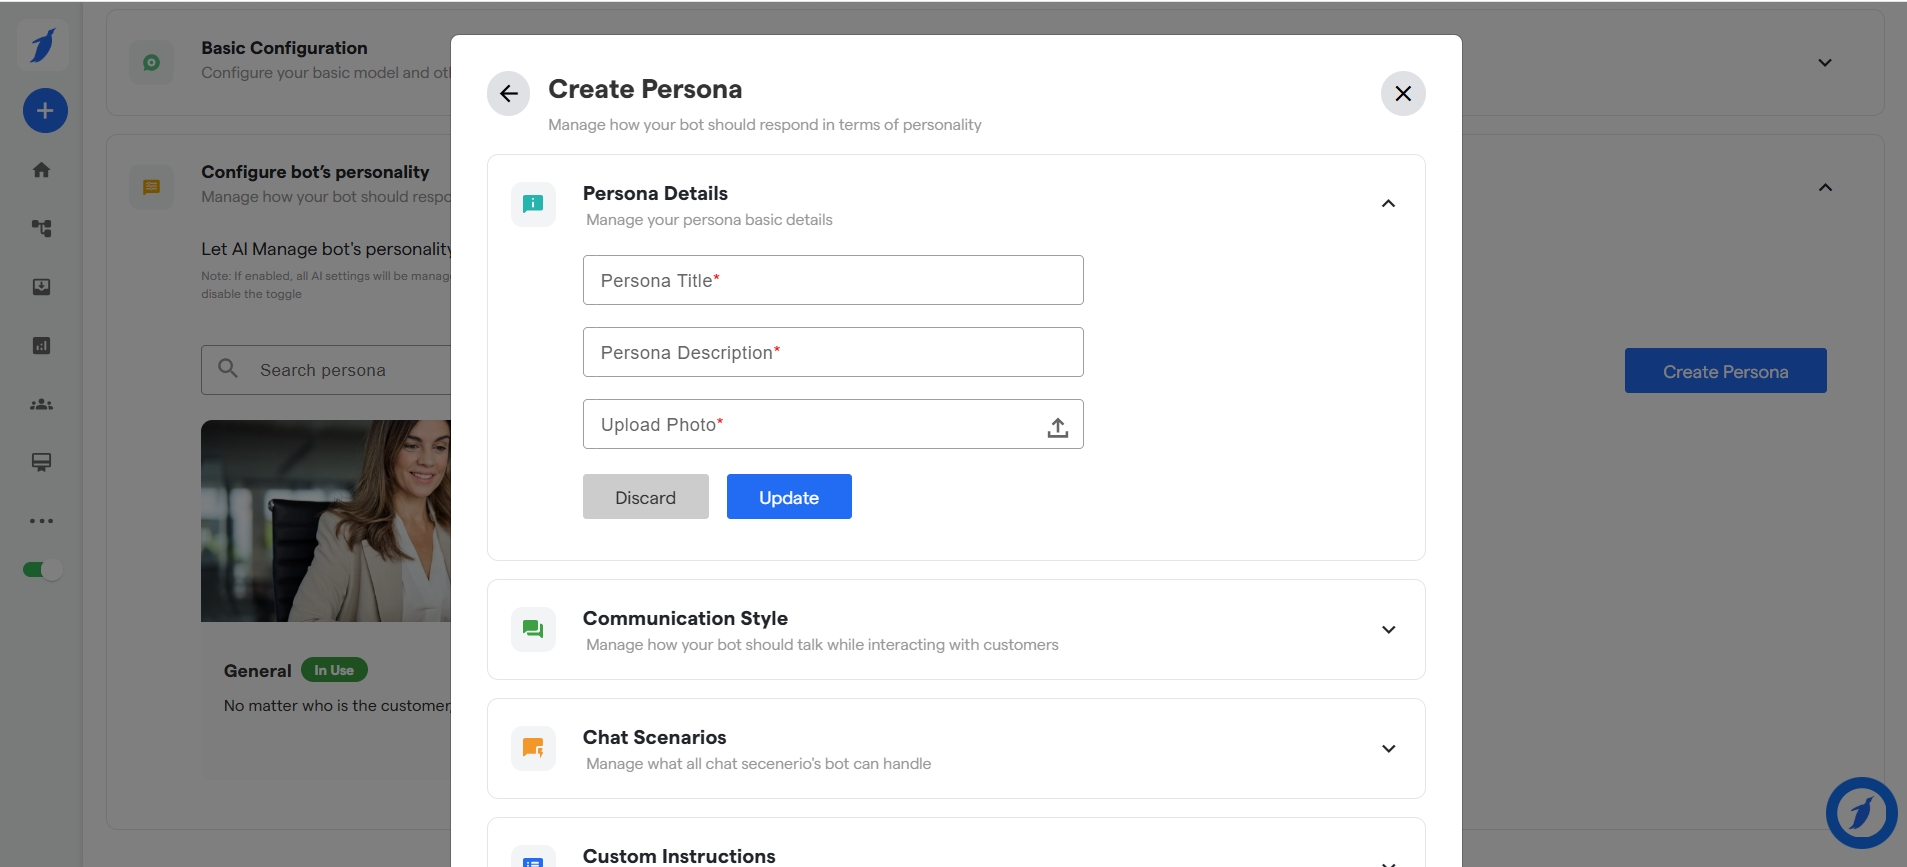 Basic Configuration
Configure your basic model and
Configure bot's personality
Manage how your bot should
Let AI Manage bot's personality
Note: If enabled, all AI settings will be
disable the toggle
Search persona
General
In Use
No matter who is the customer,
Create Persona
Create Persona
Manage how your bot should respond in terms of personality
Persona Details
Manage your persona basic details
Persona Title*
Persona Description*
Upload Photo*
Discard
Update
Communication Style
Manage how your bot should talk while interacting with customers
Chat Scenarios
Manage what all chat secenerio's bot can handle
Custom Instructions